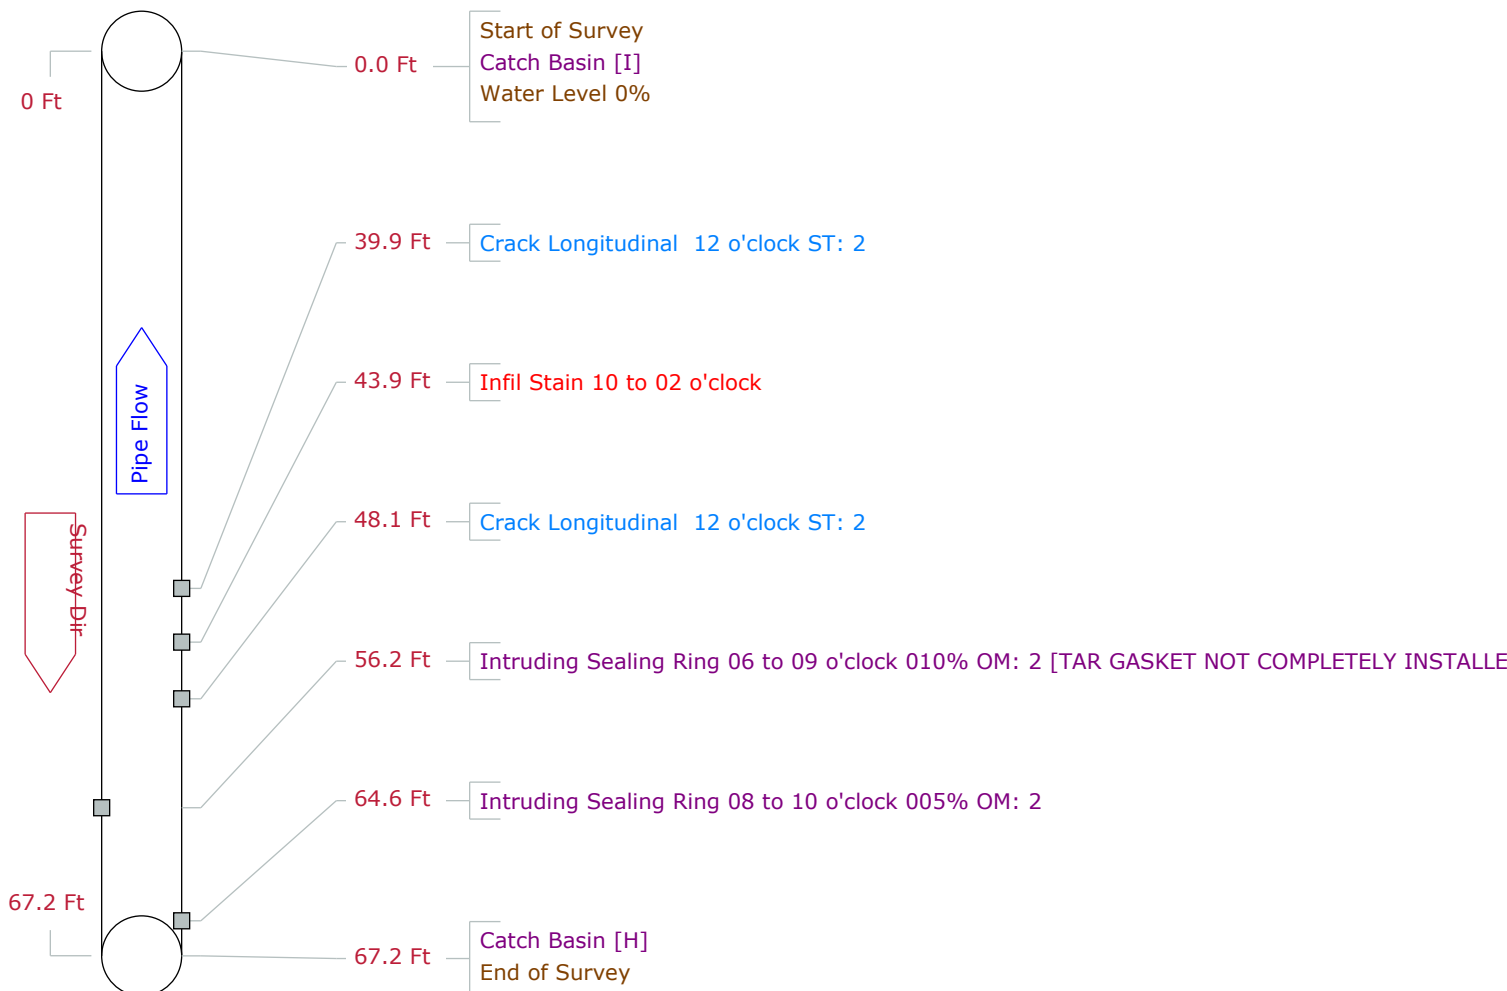 Start of Survey
0.0 Ft
Catch Basin [I]
Water Level 0%
0 Ft
39.9 Ft
Crack Longitudinal  12 o'clock ST: 2
43.9 Ft
Infil Stain 10 to 02 o'clock
Pipe Flow
48.1 Ft
Crack Longitudinal  12 o'clock ST: 2
Survey Dir
56.2 Ft
Intruding Sealing Ring 06 to 09 o'clock 010% OM: 2 [TAR GASKET NOT COMPLETELY INSTALLE
64.6 Ft
Intruding Sealing Ring 08 to 10 o'clock 005% OM: 2
67.2 Ft
67.2 Ft
Catch Basin [H]
End of Survey